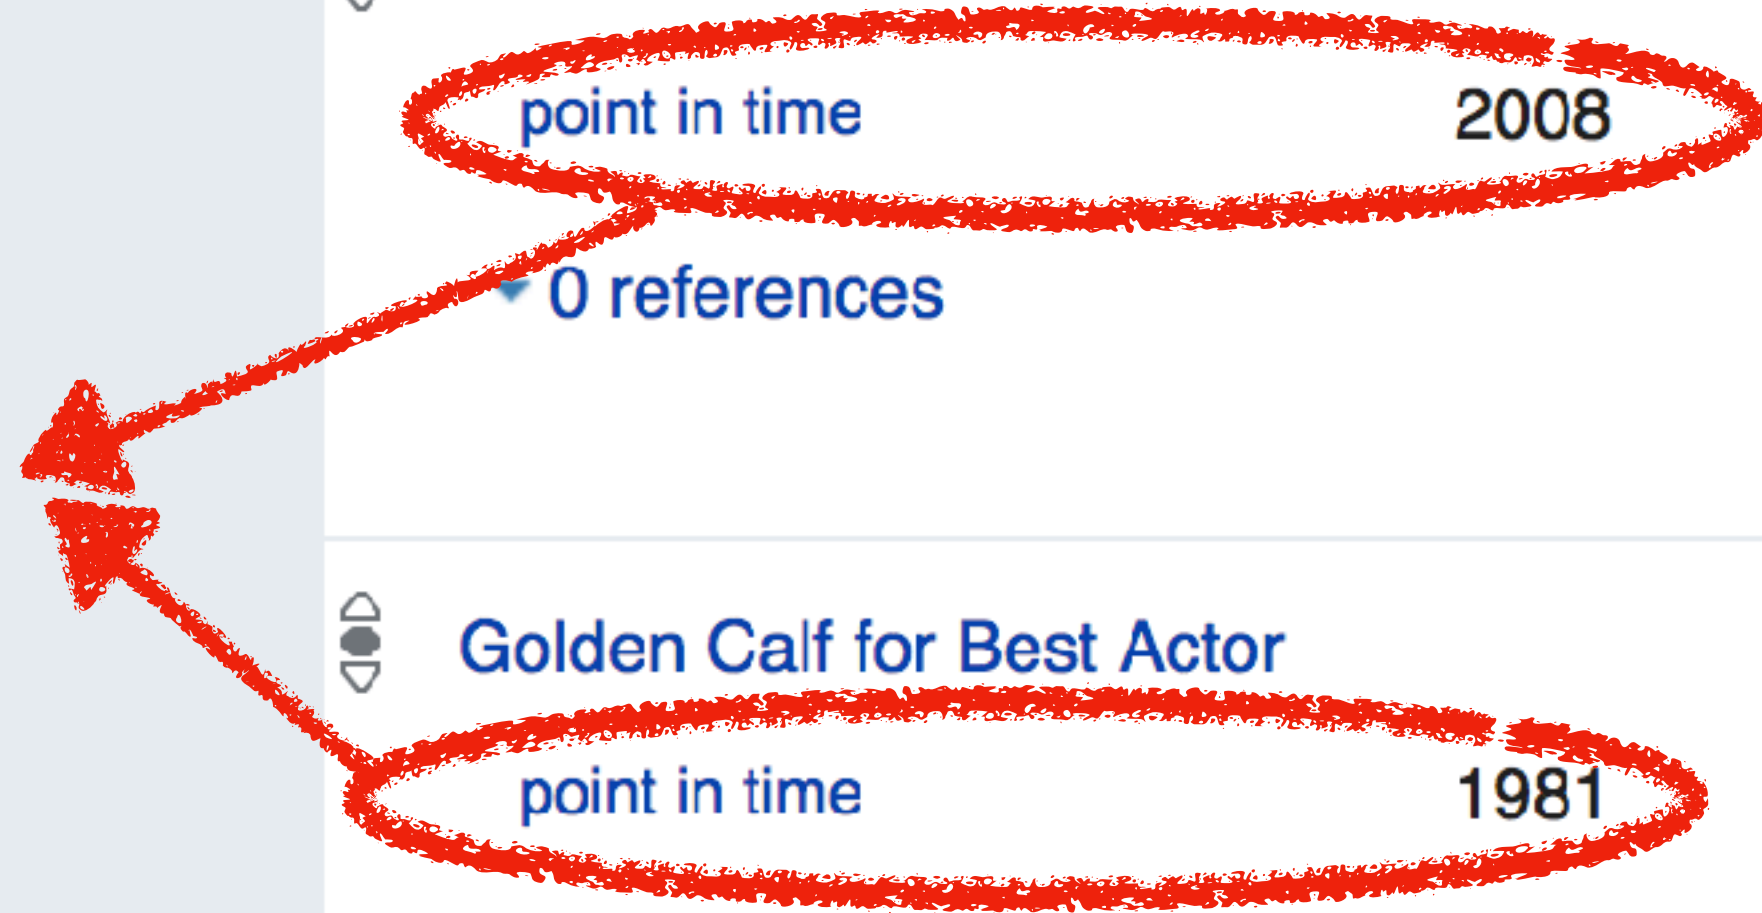 point in time 2008
0 references
Golden Calf for Best Actor
point in time 1981